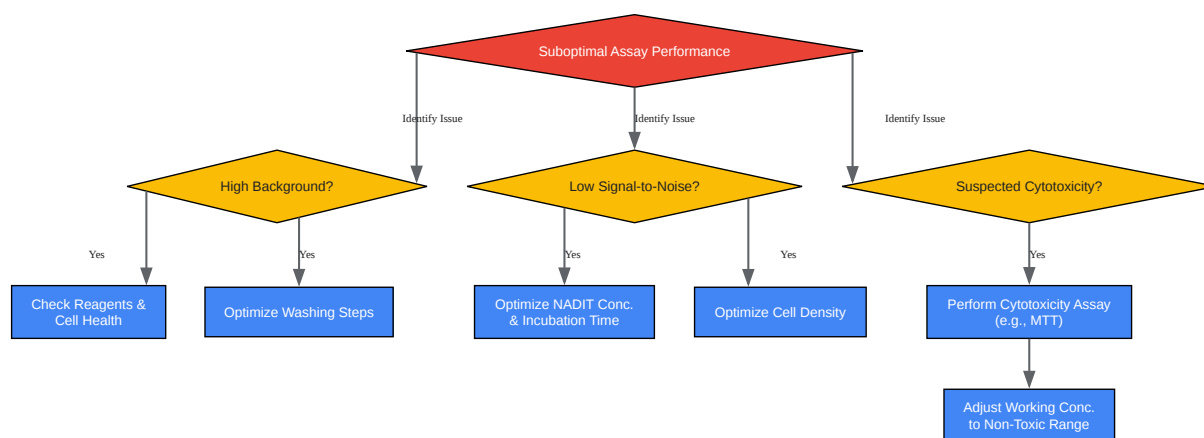 Suboptimal Assay Performance
Identify Issue
Identify Issue
Identify Issue
High Background?
Low Signal-to-Noise?
Suspected Cytotoxicity?
Yes
Yes
Yes
Yes
Yes
Check Reagents &
Cell Health
Optimize Washing Steps
Optimize NADIT Conc.
& Incubation Time
Optimize Cell Density
Perform Cytotoxicity Assay
(e.g., MTT)
Adjust Working Conc.
to Non-Toxic Range